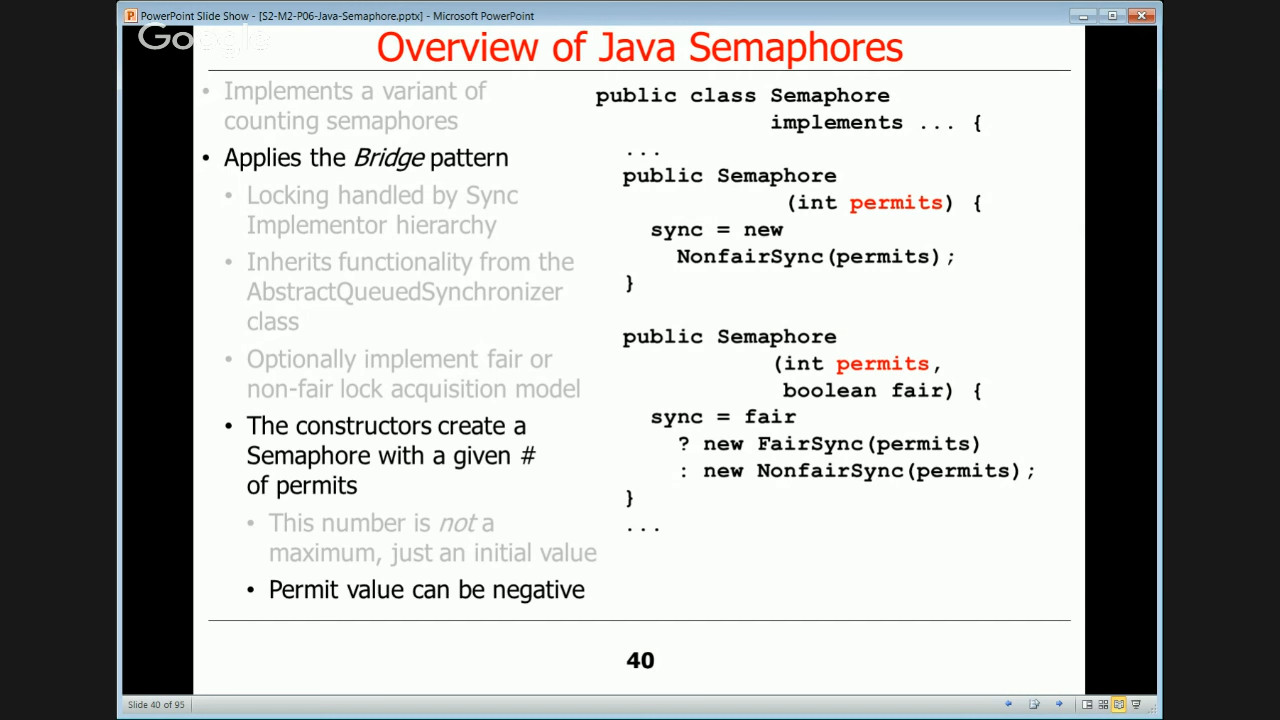 PowerPoint Slide Show - [S2-M2-P06-Java-Semaphore.pptx] - Microsoft PowerPoint
Google
Overview of Java Semaphores
• Implements a variant of
counting semaphores
• Applies the Bridge pattern
• Locking handled by Sync
Implementor hierarchy
• Inherits functionality from the
AbstractQueuedSynchronizer
class
• Optionally implement fair or
non-fair lock acquisition model
• The constructors create a
Semaphore with a given #
of permits
• This number is not a
maximum, just an initial value
• Permit value can be negative
public class Semaphore
implements ... {
...
public Semaphore
(int permits) {
sync = new
NonfairSync(permits);
}
public Semaphore
(int permits,
boolean fair) {
sync = fair
? new FairSync(permits)
: new NonfairSync(permits);
}
...
40
Slide 40 of 95